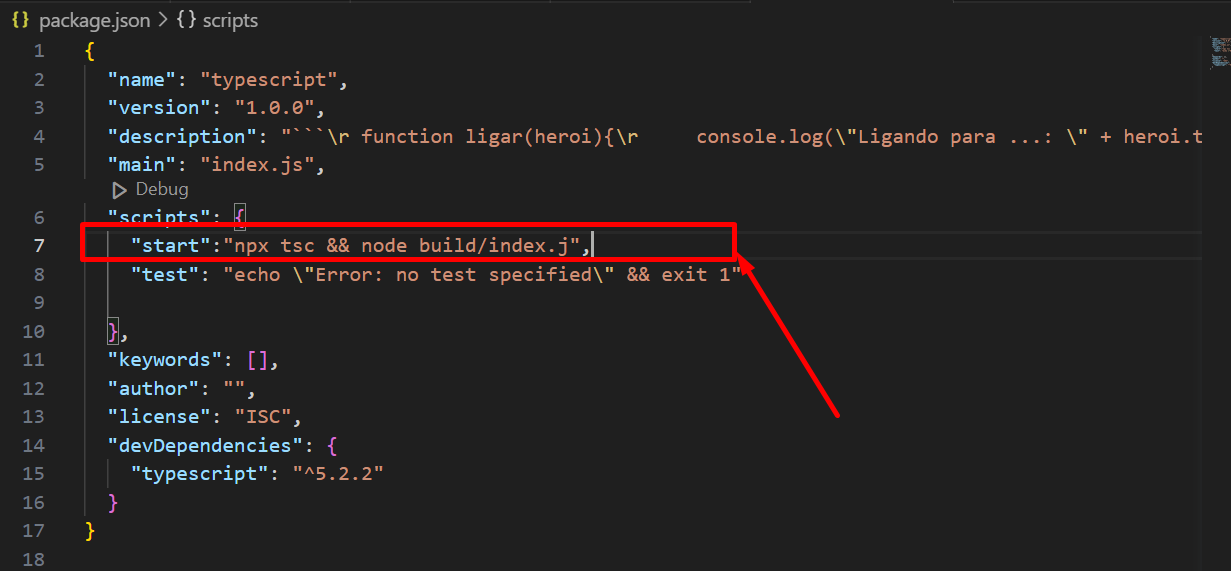 {} package.json > {} scripts
1 {
2 "name": "typescript",
3 "version": "1.0.0",
4 "description": "```\r function ligar(heroi){\r     console.log(\"Ligando para ...: \" + heroi.t
5 "main": "index.js",
Debug
6 "scripts": {
7 "start":"npx tsc && node build/index.j",
8 "test": "echo \"Error: no test specified\" && exit 1"
9
10 },
11 "keywords": [],
12 "author": "",
13 "license": "ISC",
14 "devDependencies": {
15 "typescript": "^5.2.2"
16 }
17 }
18